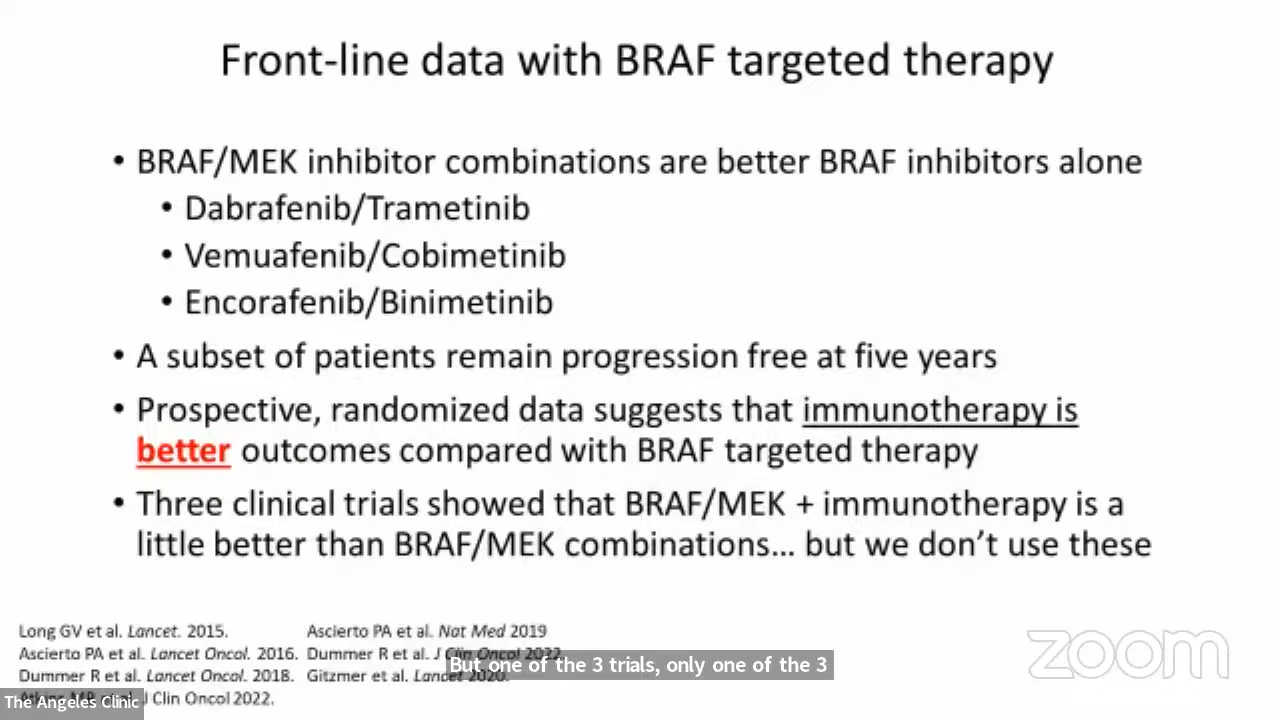 Front-line data with BRAF targeted therapy
• BRAF/MEK inhibitor combinations are better BRAF inhibitors alone
• Dabrafenib/Trametinib
• Vemuafenib/Cobimetinib
• Encorafenib/Binimetinib
• A subset of patients remain progression free at five years
• Prospective, randomized data suggests that immunotherapy is
better outcomes compared with BRAF targeted therapy
• Three clinical trials showed that BRAF/MEK + immunotherapy is a
little better than BRAF/MEK combinations... but we don't use these
Long GV et al. Lancet. 2015.
Ascierto PA et al. Lancet Oncol. 2016.
Dummer R et al. Lancet Oncol. 2018.
J Clin Oncol 2022.
Ascierto PA et al. Nat Med 2019
Dummer R et al. J Clin Oncol 2022.
Gitzmer et al. Lancet 2020.
But one of the 3 trials, only one of the 3
The Angeles Clinic
zoom